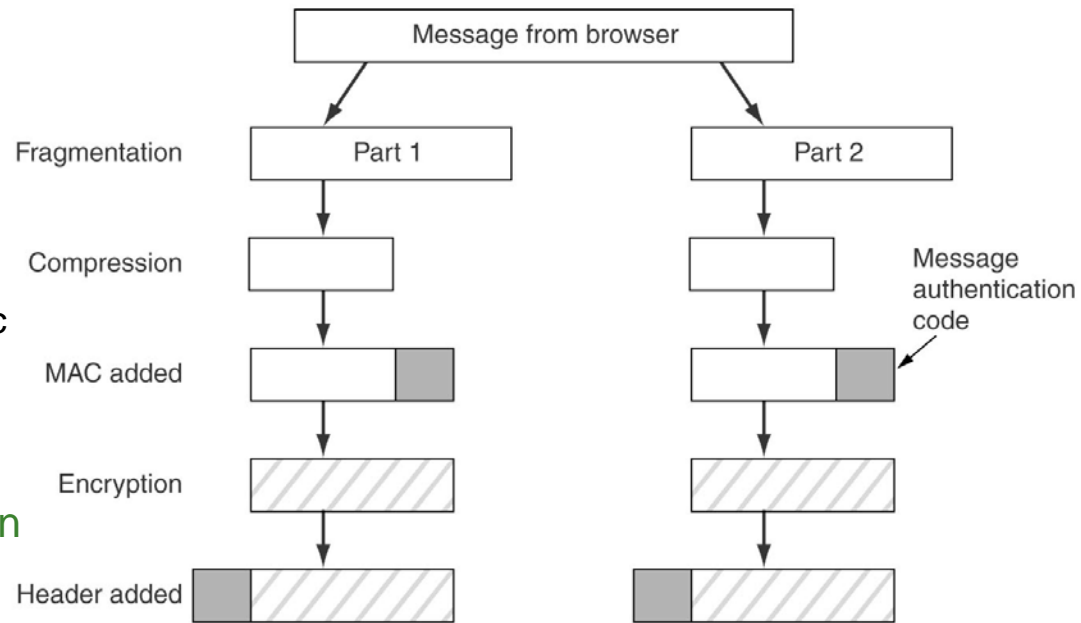 Message from browser
Fragmentation
Part 1
Part 2
Compression
Message
authentication
code
c
MAC added
Encryption
n
Header added